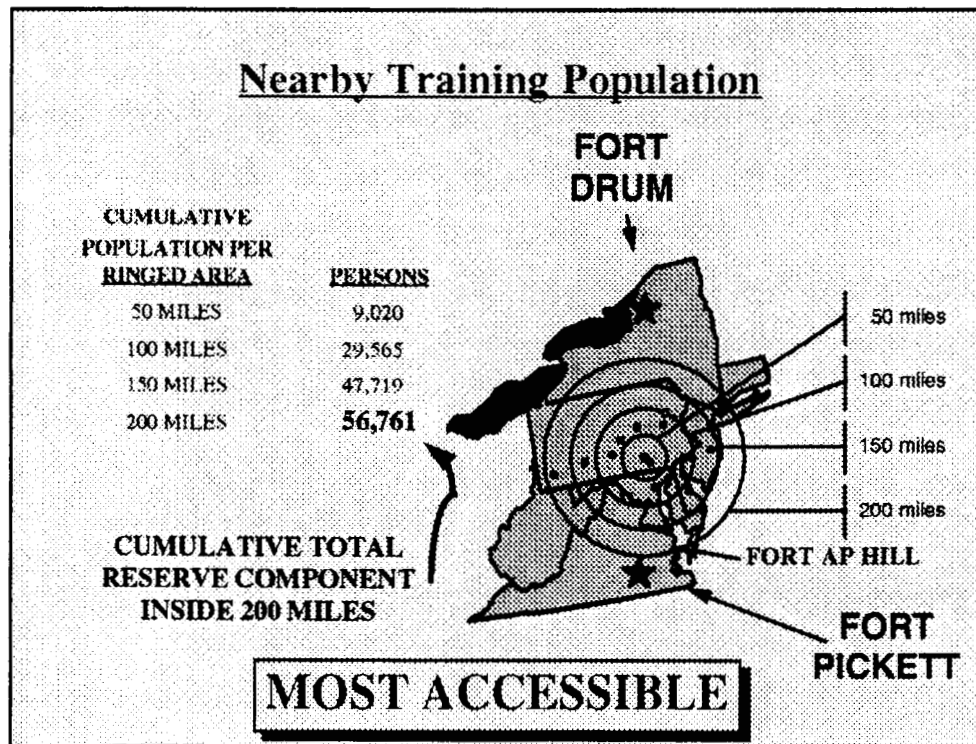 Nearby Training Population
FORT
DRUM
CUMULATIVE
POPULATION PER
RINGED AREA PERSONS
50 MILES 9,020
100 MILES 29,565
150 MILES 47,719
200 MILES 56,761
50 miles
100 miles
150 miles
200 miles
CUMULATIVE TOTAL
RESERVE COMPONENT
INSIDE 200 MILES
FORT AP HILL
FORT
PICKETT
MOST ACCESSIBLE